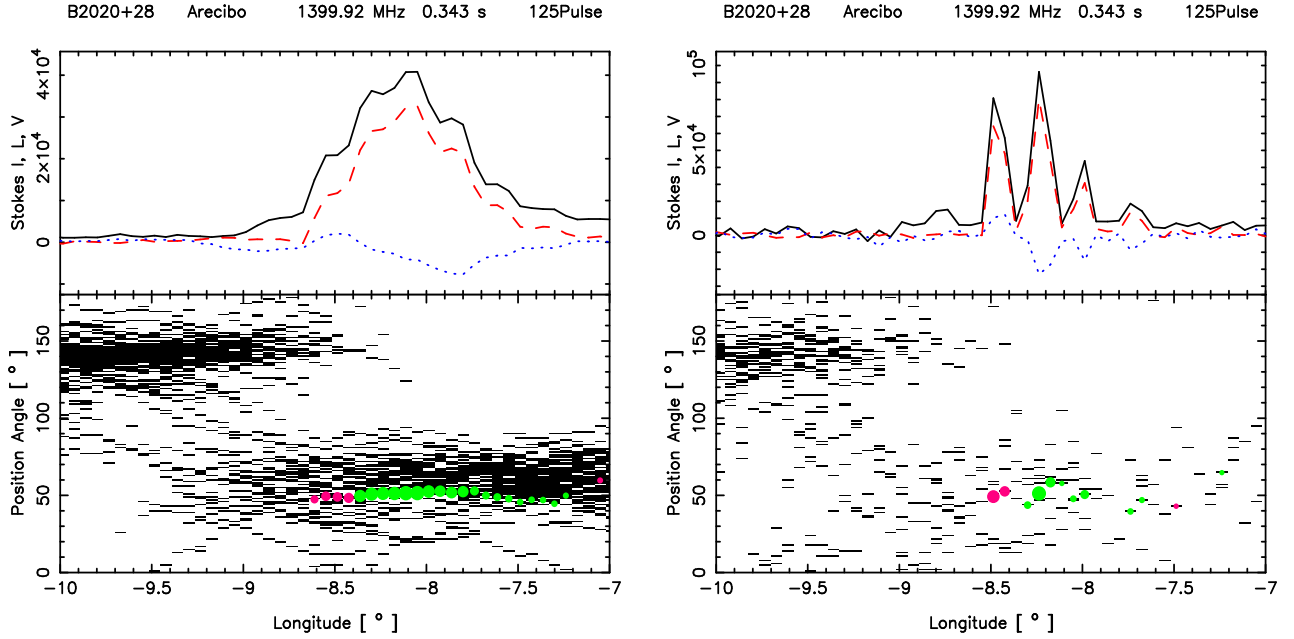 B2020+28 Arecibo 1399.92 MHz 0.343 s 125Pulse
Stokes I, L, V
0 2×10⁴ 4×10⁴
Position Angle [ ° ]
0 50 100 150
−10 −9.5 −9 −8.5 −8 −7.5 −7
Longitude [ ° ]
B2020+28 Arecibo 1399.92 MHz 0.343 s 125Pulse
Stokes I, L, V
0 5×10⁴ 10⁵
Position Angle [ ° ]
0 50 100 150
−10 −9.5 −9 −8.5 −8 −7.5 −7
Longitude [ ° ]